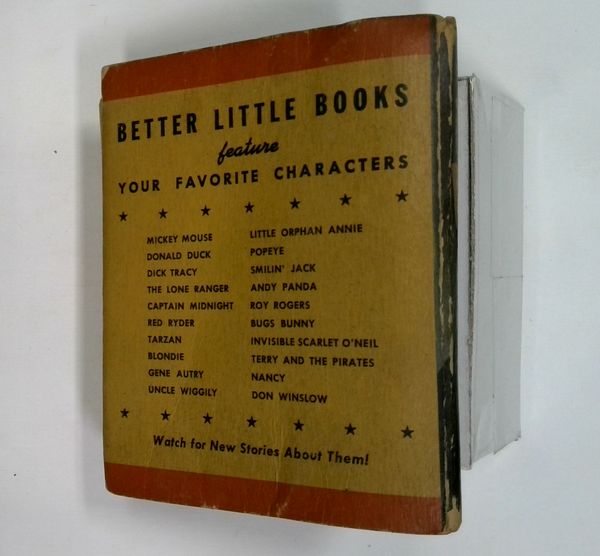 BETTER LITTLE BOOKS
feature
YOUR FAVORITE CHARACTERS
MICKEY MOUSE
DONALD DUCK
DICK TRACY
THE LONE RANGER
CAPTAIN MIDNIGHT
RED RYDER
TARZAN
BLONDIE
GENE AUTRY
UNCLE WIGGILY
LITTLE ORPHAN ANNIE
POPEYE
SMILIN' JACK
ANDY PANDA
ROY ROGERS
BUGS BUNNY
INVISIBLE SCARLET O'NEIL
TERRY AND THE PIRATES
NANCY
DON WINSLOW
Watch for New Stories About Them!